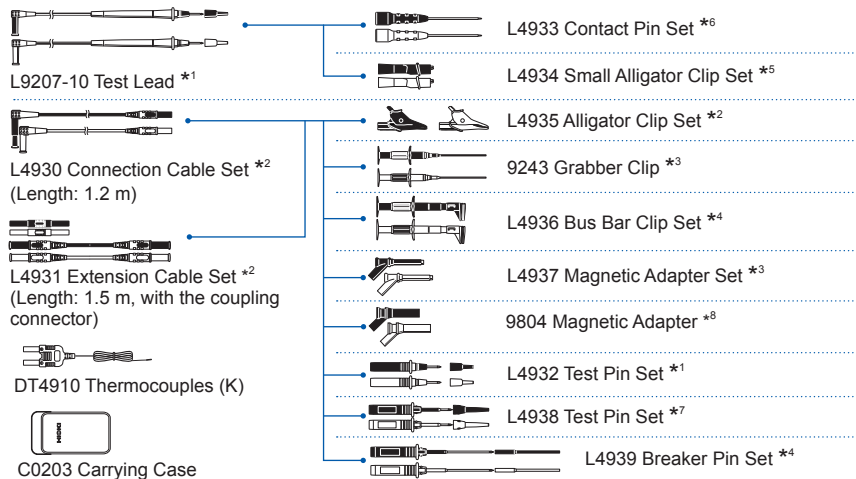 L9207-10 Test Lead *1
L4933 Contact Pin Set *6
L4934 Small Alligator Clip Set *5
L4930 Connection Cable Set *2
(Length: 1.2 m)
L4931 Extension Cable Set *2
(Length: 1.5 m, with the coupling
connector)
DT4910 Thermocouples (K)
HIOKI
C0203 Carrying Case
L4935 Alligator Clip Set *2
9243 Grabber Clip *3
L4936 Bus Bar Clip Set *4
L4937 Magnetic Adapter Set *3
9804 Magnetic Adapter *8
L4932 Test Pin Set *1
L4938 Test Pin Set *7
L4939 Breaker Pin Set *4